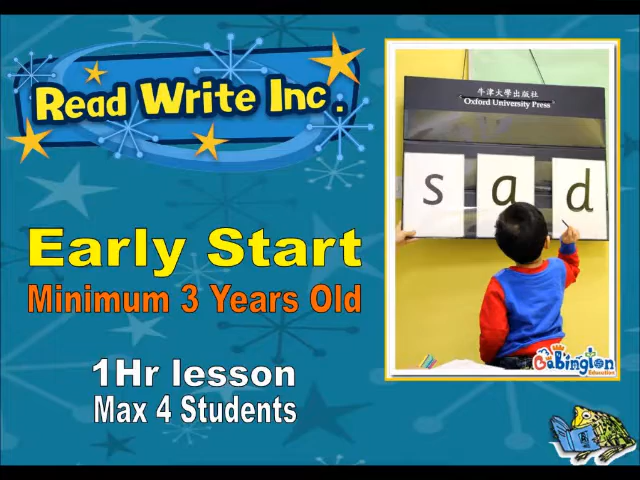 Read Write Inc.
Early Start
Minimum 3 Years Old
1Hr lesson
Max 4 Students
牛津大學出版社
Oxford University Press
s a d
Babington
Education